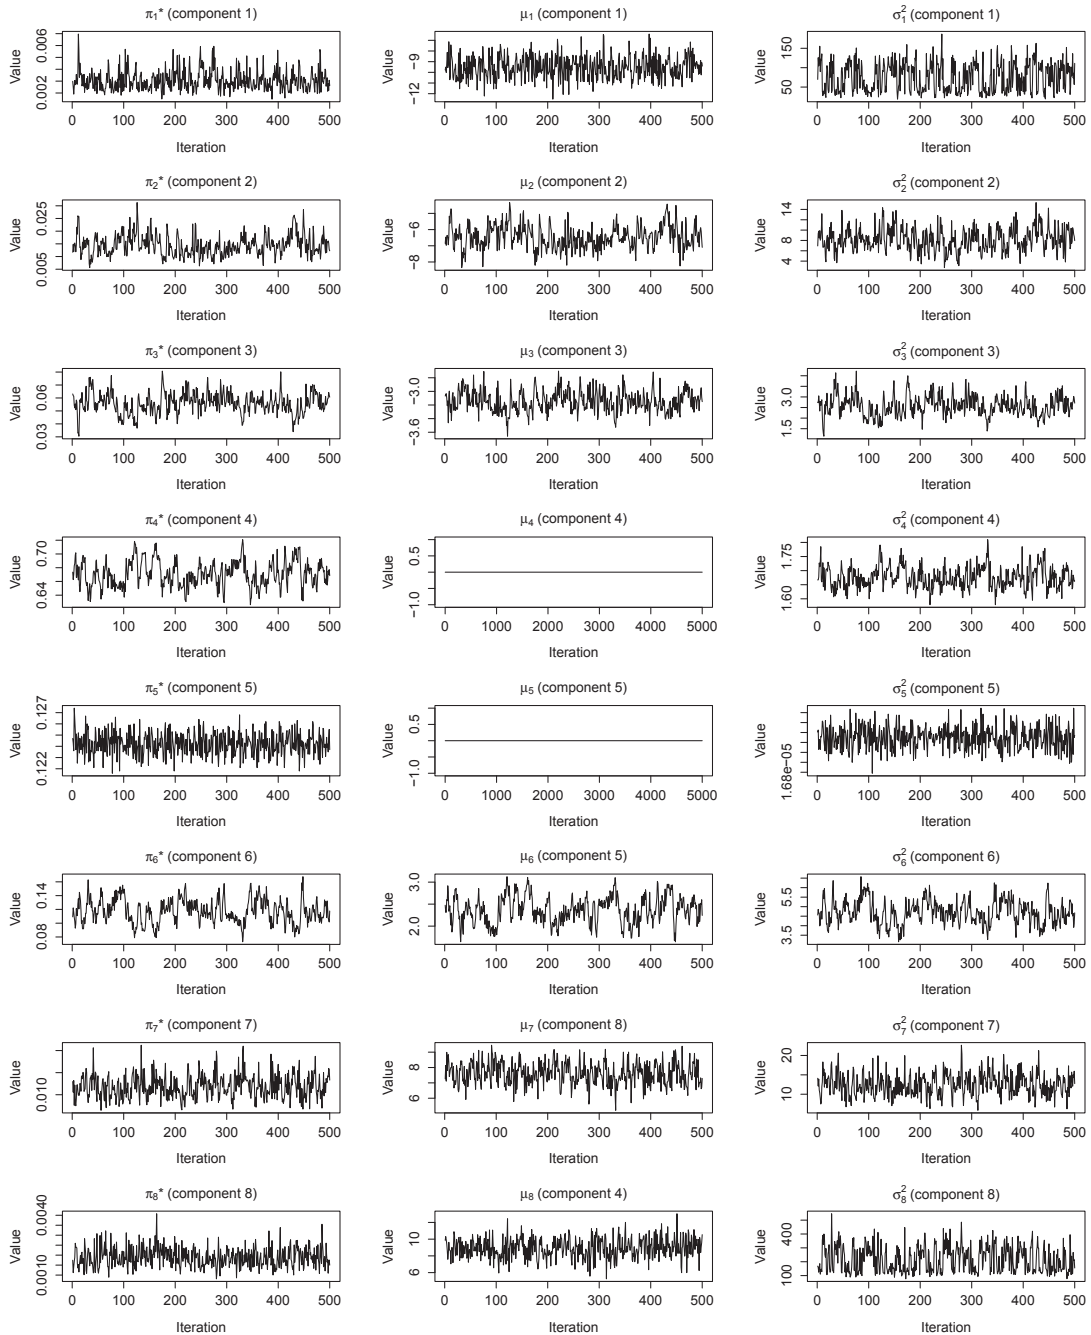 π₁* (component 1) μ₁ (component 1) σ₁² (component 1)
Value 0.002 0.006 Value −12 −9 Value 50 150
0 100 200 300 400 500 0 100 200 300 400 500 0 100 200 300 400 500
Iteration Iteration Iteration
π₂* (component 2) μ₂ (component 2) σ₂² (component 2)
Value 0.005 0.025 Value −8 −6 Value 4 8 14
0 100 200 300 400 500 0 100 200 300 400 500 0 100 200 300 400 500
Iteration Iteration Iteration
π₃* (component 3) μ₃ (component 3) σ₃² (component 3)
Value 0.03 0.06 Value −3.6 −3.0 Value 1.5 3.0
0 100 200 300 400 500 0 100 200 300 400 500 0 100 200 300 400 500
Iteration Iteration Iteration
π₄* (component 4) μ₄ (component 4) σ₄² (component 4)
Value 0.64 0.70 Value −1.0 0.5 Value 1.60 1.75
0 100 200 300 400 500 0 1000 2000 3000 4000 5000 0 100 200 300 400 500
Iteration Iteration Iteration
π₅* (component 5) μ₅ (component 5) σ₅² (component 5)
Value 0.122 0.127 Value −1.0 0.5 Value 1.68e−05
0 100 200 300 400 500 0 1000 2000 3000 4000 5000 0 100 200 300 400 500
Iteration Iteration Iteration
π₆* (component 6) μ₆ (component 5) σ₆² (component 6)
Value 0.08 0.14 Value 2.0 3.0 Value 3.5 5.5
0 100 200 300 400 500 0 100 200 300 400 500 0 100 200 300 400 500
Iteration Iteration Iteration
π₇* (component 7) μ₇ (component 8) σ₇² (component 7)
Value 0.010 Value 6 8 Value 10 20
0 100 200 300 400 500 0 100 200 300 400 500 0 100 200 300 400 500
Iteration Iteration Iteration
π₈* (component 8) μ₈ (component 4) σ₈² (component 8)
Value 0.0010 0.0040 Value 6 10 Value 100 400
0 100 200 300 400 500 0 100 200 300 400 500 0 100 200 300 400 500
Iteration Iteration Iteration